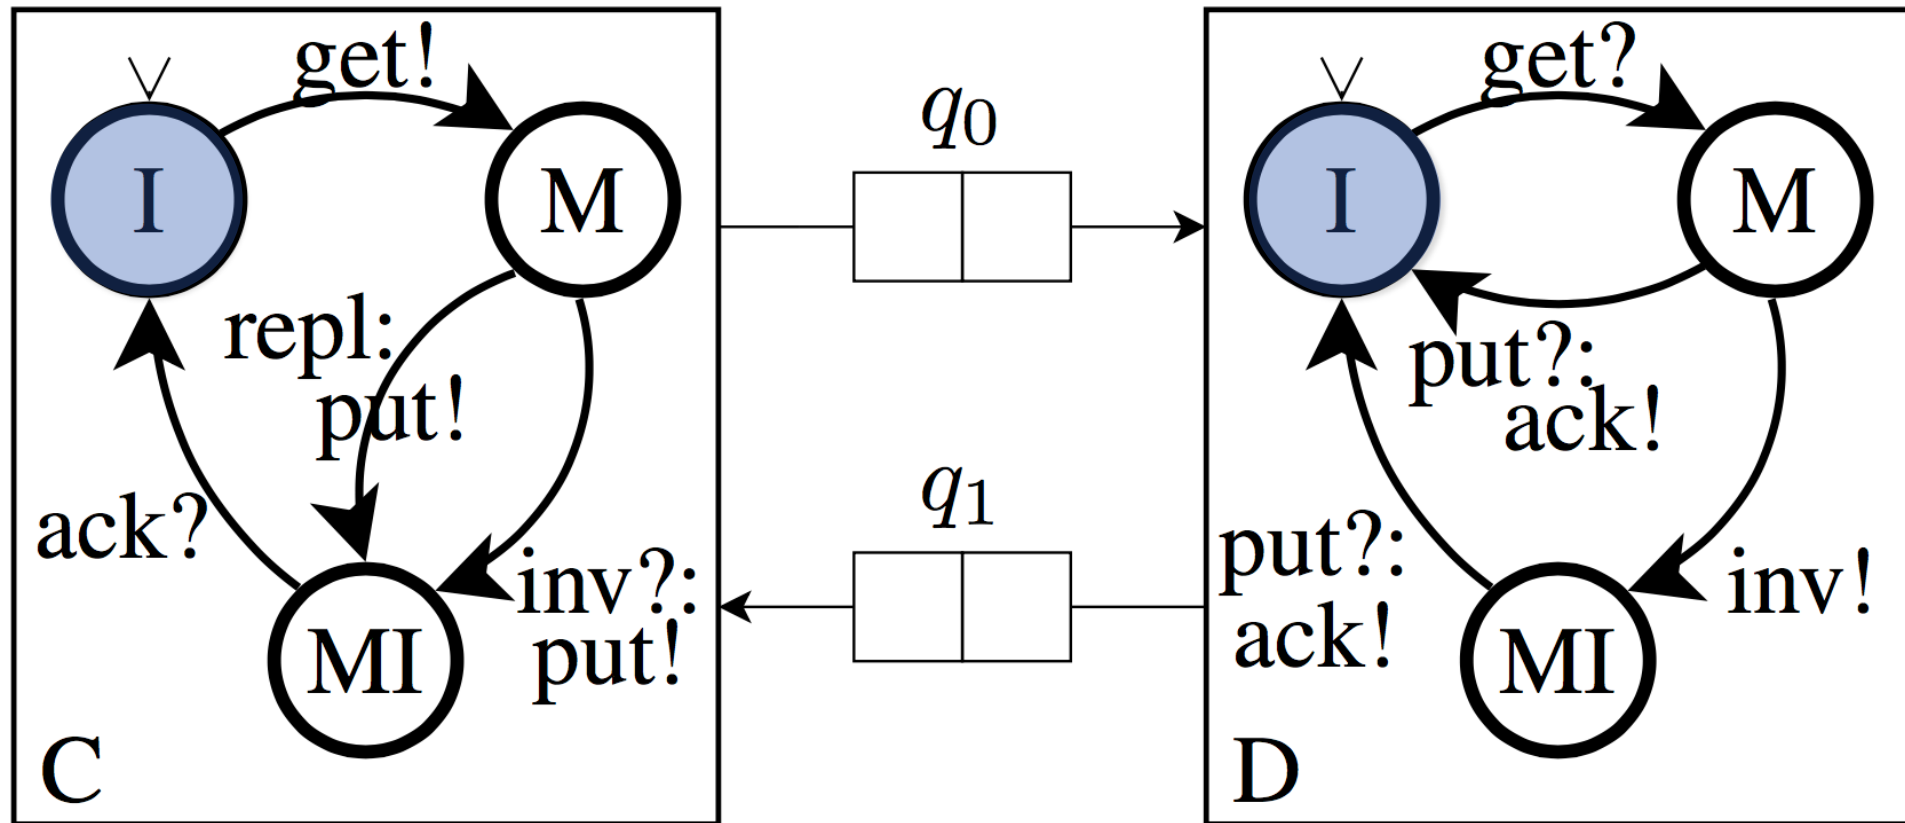 get!
I
M
repl:
put!
ack?
inv?:
put!
MI
C
q0
q1
get?
I
M
put?:
ack!
put?:
ack!
inv!
MI
D